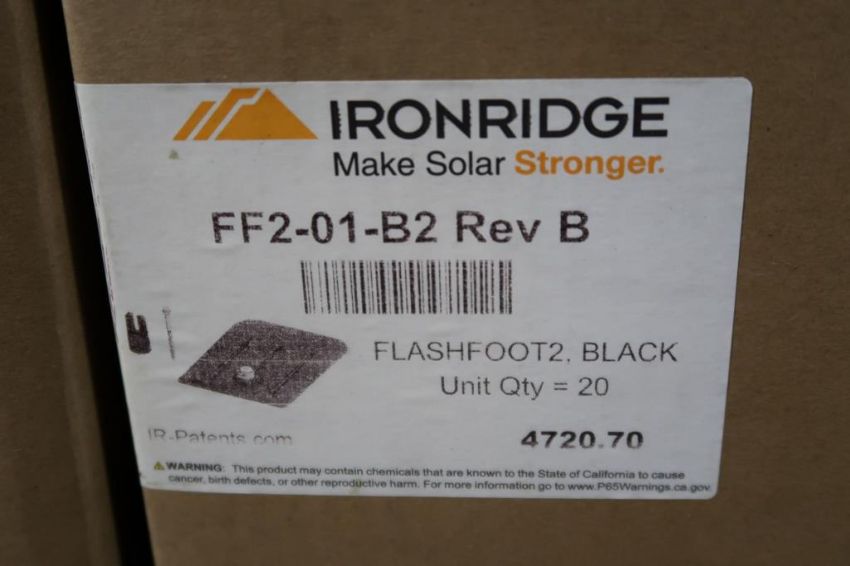 IRONRIDGE
Make Solar Stronger.
FF2-01-B2 Rev B
FLASHFOOT2, BLACK
Unit Qty = 20
IR-Patents.com
4720.70
WARNING: This product may contain chemicals that are known to the State of California to cause
cancer, birth defects, or other reproductive harm. For more information go to www.P65Warnings.ca.gov